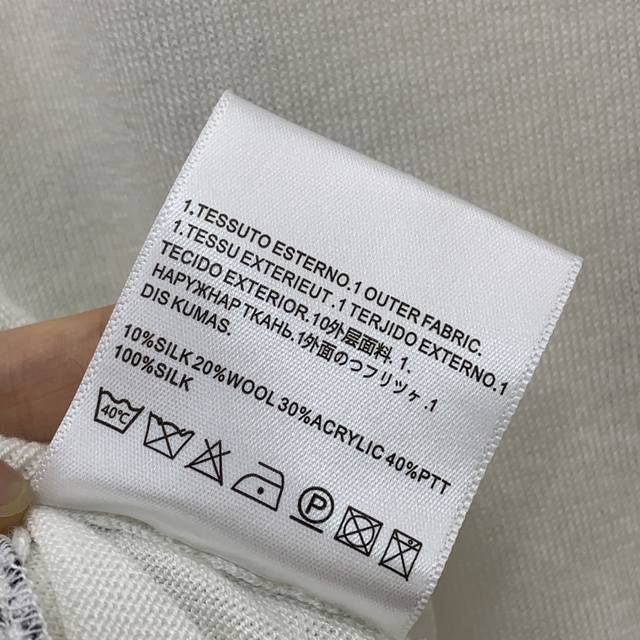 1.TESSUTO ESTERNO.1 OUTER FABRIC.
1.TESSU EXTERIEUT.1 TERJIDO EXTERNO.1
TECIDO EXTERIOR.10外层面料. 1.
НАРУЖНАР ТКАНЬ.1外面のつフリツヶ.1
DIS KUMAS.
10%SILK 20%WOOL 30%ACRYLIC 40%PTT
100%SILK
40℃
P